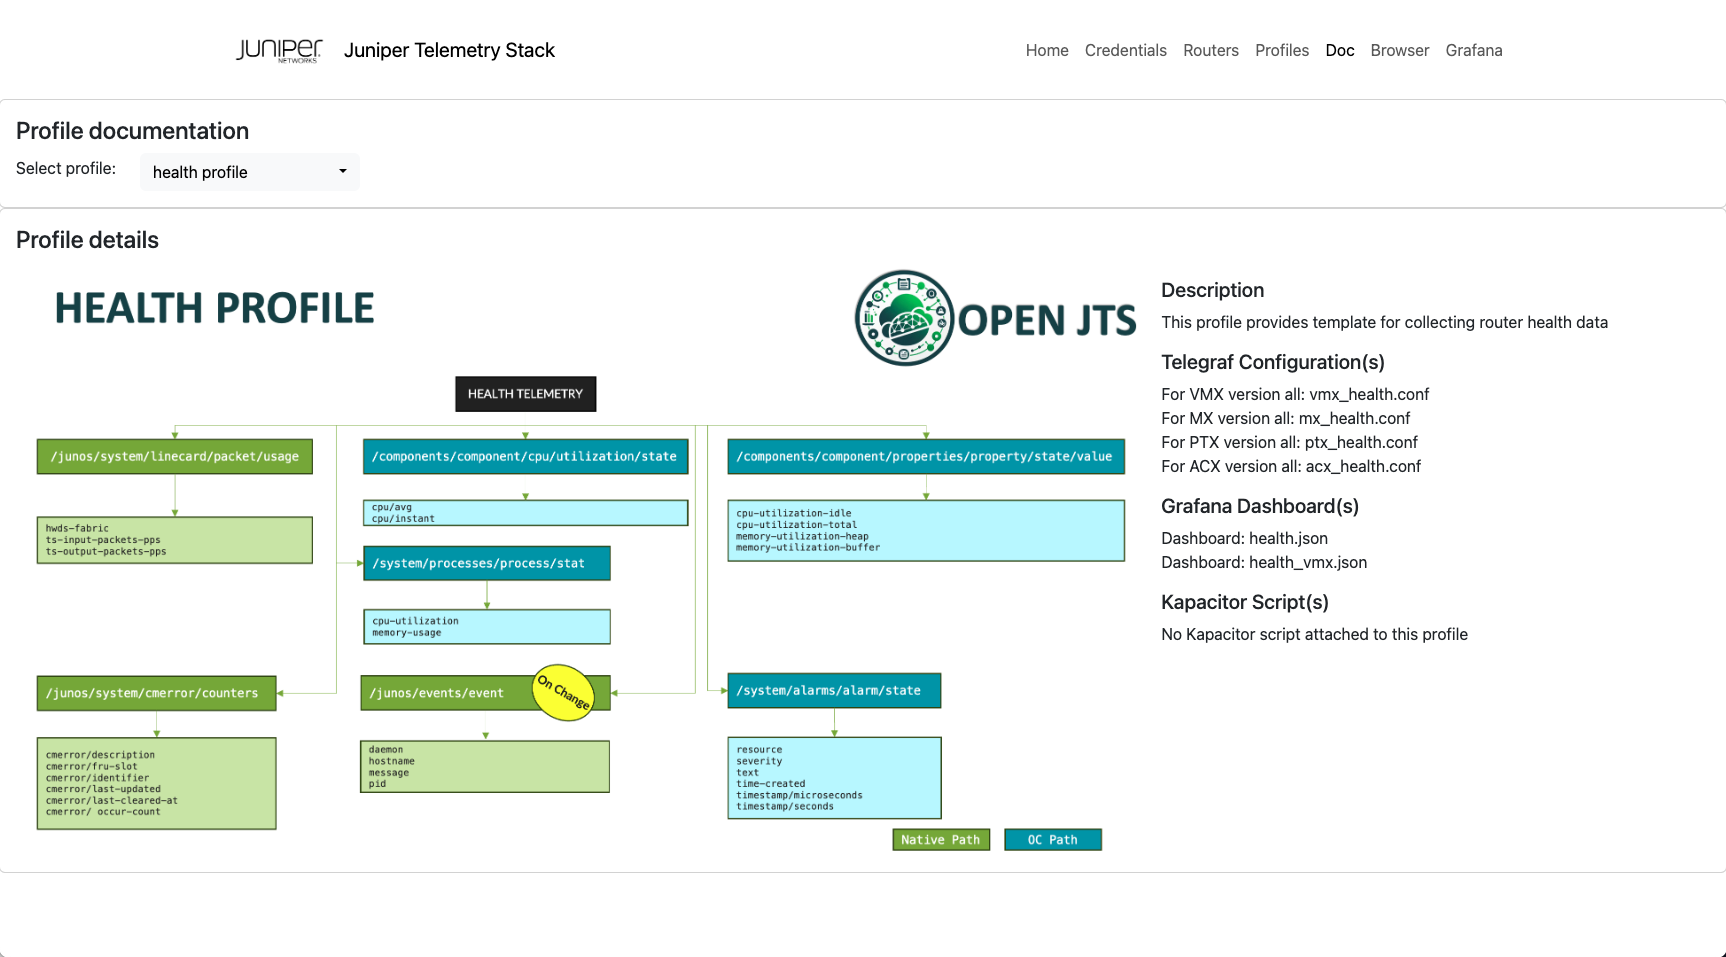 JUNIPER
NETWORKS
Juniper Telemetry Stack
Home Credentials Routers Profiles Doc Browser Grafana
Profile documentation
Select profile:
health profile
Profile details
HEALTH PROFILE
OPEN JTS
HEALTH TELEMETRY
/junos/system/linecard/packet/usage
hwds-fabric
ts-input-packets-pps
ts-output-packets-pps
/components/component/cpu/utilization/state
cpu/avg
cpu/instant
/components/component/properties/property/state/value
cpu-utilization-idle
cpu-utilization-total
memory-utilization-heap
memory-utilization-buffer
/system/processes/process/stat
cpu-utilization
memory-usage
/junos/system/cmerror/counters
cmerror/description
cmerror/fru-slot
cmerror/identifier
cmerror/last-updated
cmerror/last-cleared-at
cmerror/ occur-count
/junos/events/event
On Change
daemon
hostname
message
pid
/system/alarms/alarm/state
resource
severity
text
time-created
timestamp/microseconds
timestamp/seconds
Native Path
OC Path
Description
This profile provides template for collecting router health data
Telegraf Configuration(s)
For VMX version all: vmx_health.conf
For MX version all: mx_health.conf
For PTX version all: ptx_health.conf
For ACX version all: acx_health.conf
Grafana Dashboard(s)
Dashboard: health.json
Dashboard: health_vmx.json
Kapacitor Script(s)
No Kapacitor script attached to this profile